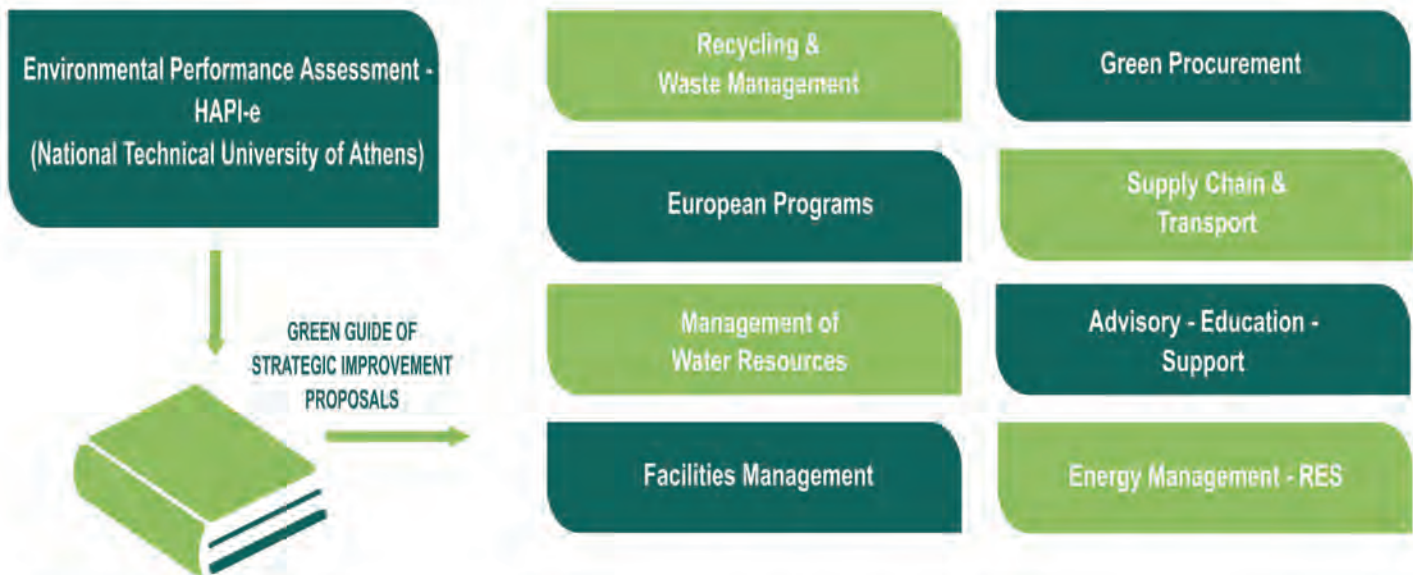 Environmental Performance Assessment -
HAPI-e
(National Technical University of Athens)
GREEN GUIDE OF
STRATEGIC IMPROVEMENT
PROPOSALS
Recycling &
Waste Management
Green Procurement
European Programs
Supply Chain &
Transport
Management of
Water Resources
Advisory - Education -
Support
Facilities Management
Energy Management - RES